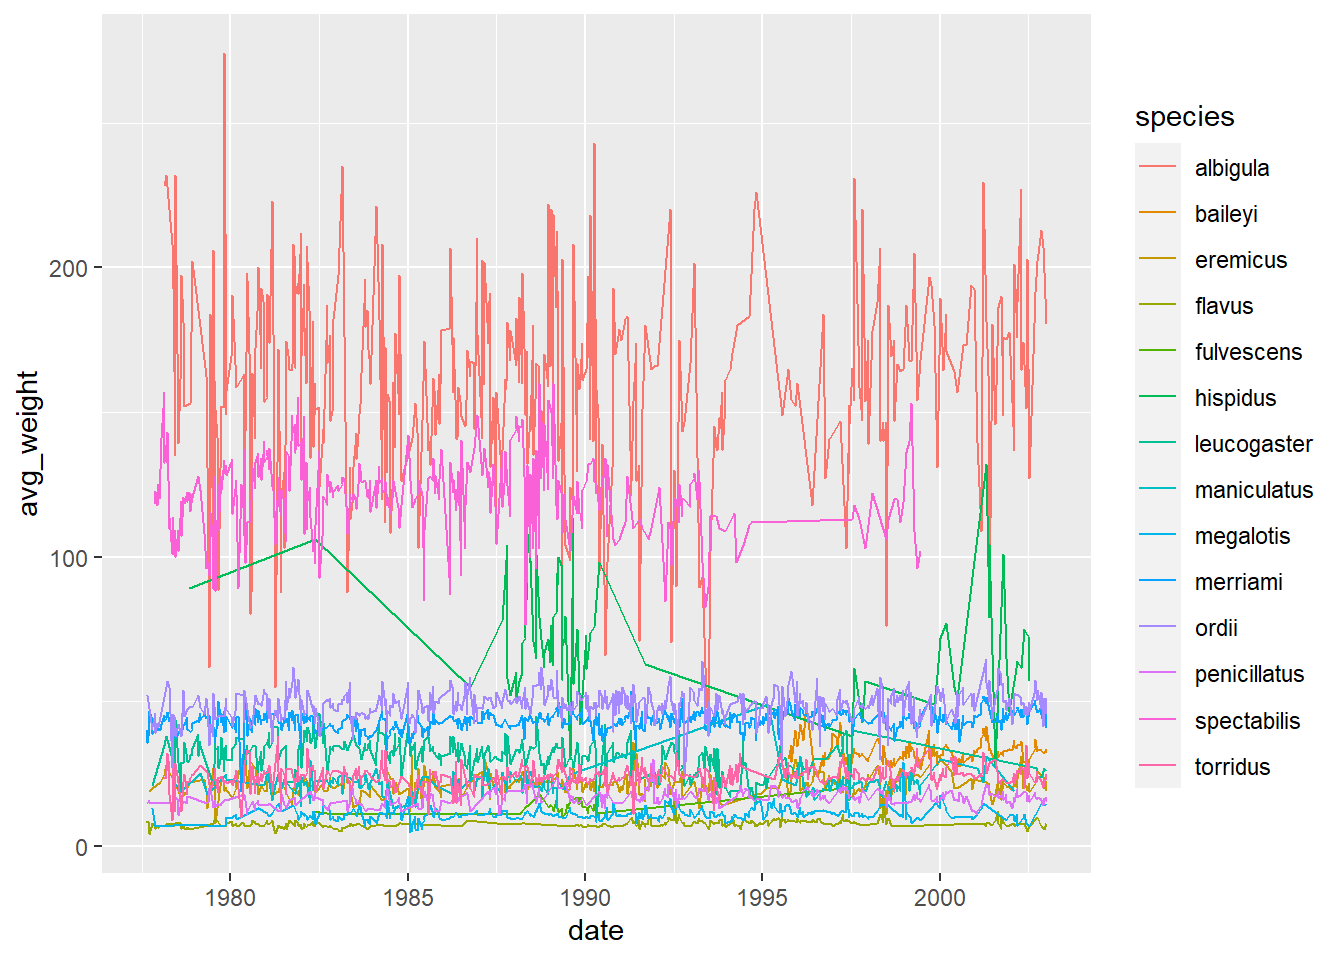 avg_weight
200
100
0
1980
1985
1990
1995
2000
date
species
albigula
baileyi
eremicus
flavus
fulvescens
hispidus
leucogaster
maniculatus
megalotis
merriami
ordii
penicillatus
spectabilis
torridus